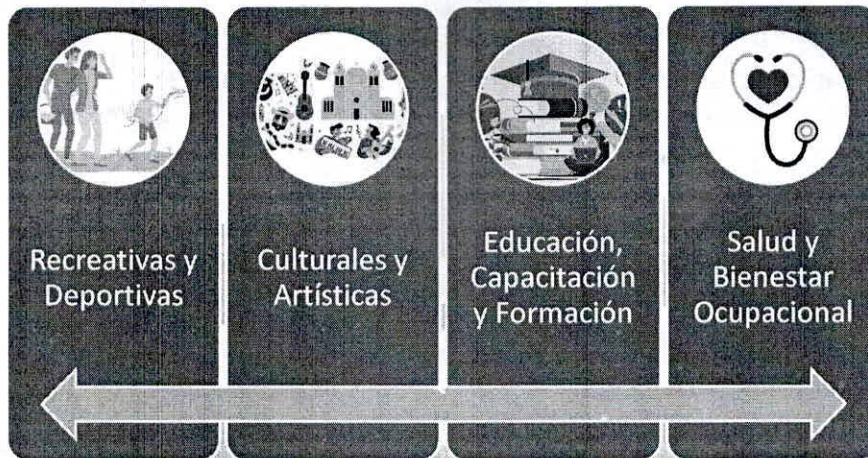 Recreativas y
Deportivas
Culturales y
Artísticas
Educación,
Capacitación
y Formación
Salud y
Bienestar
Ocupacional